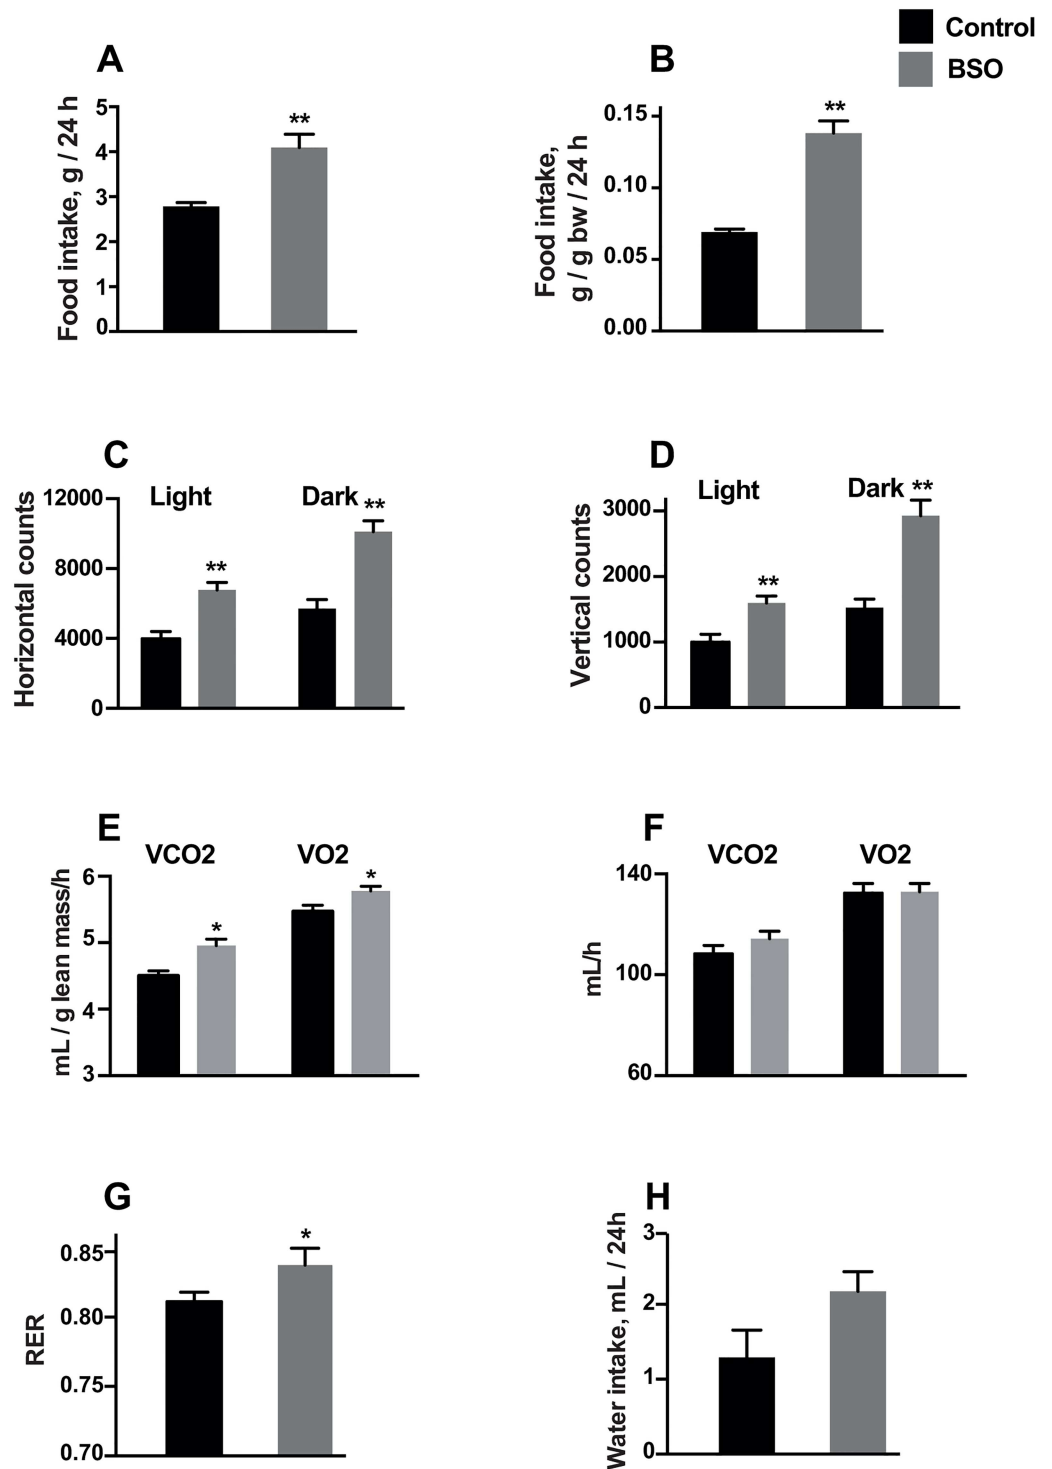 Control
BSO
A
Food intake, g / 24 h
5
4
3
2
1
0
**
B
Food intake,
g / g bw / 24 h
0.15
0.10
0.05
0.00
**
C
Horizontal counts
12000
8000
4000
0
Light
Dark
**
**
D
Vertical counts
3000
2000
1000
0
Light
Dark
**
**
E
mL / g lean mass/h
6
5
4
3
VCO2
VO2
*
*
F
mL/h
140
100
60
VCO2
VO2
G
RER
0.85
0.80
0.75
0.70
*
H
Water intake, mL / 24h
3
2
1
0